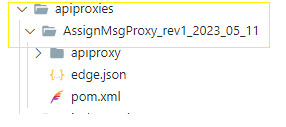 apiproxies
AssignMsgProxy_rev1_2023_05_11
apiproxy
{..} edge.json
pom.xml